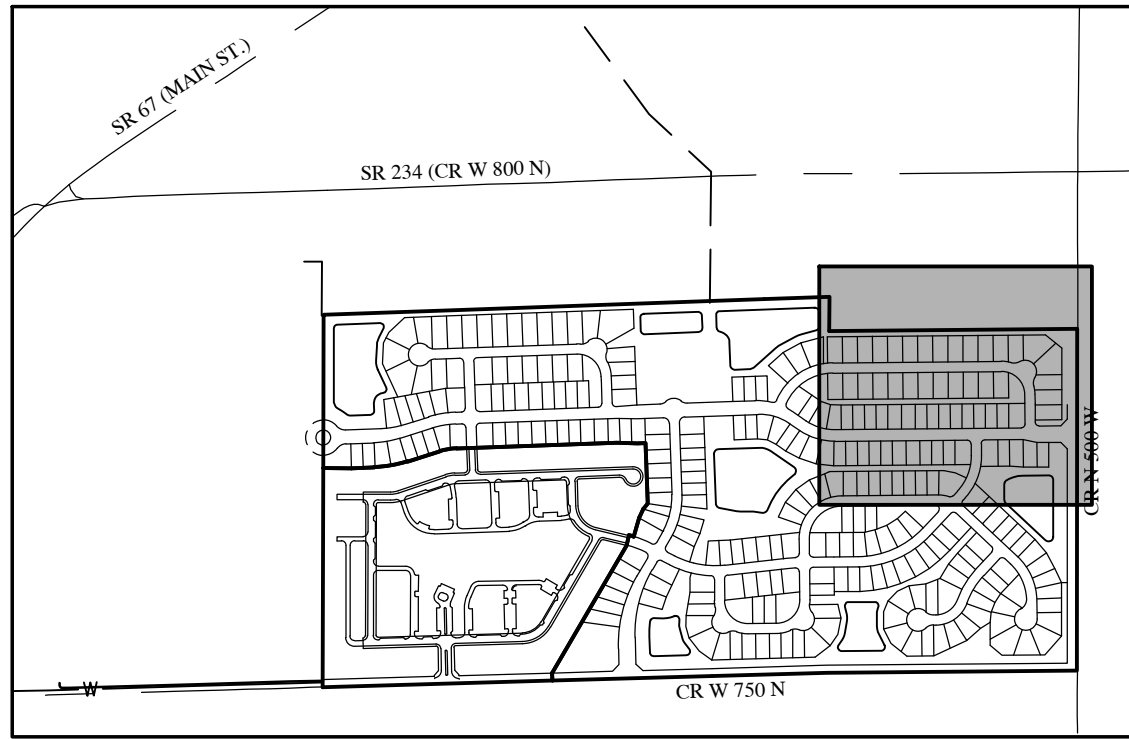 SR 67 (MAIN ST.)
SR 234 (CR W 800 N)
CR N 500 W
CR W 750 N
W